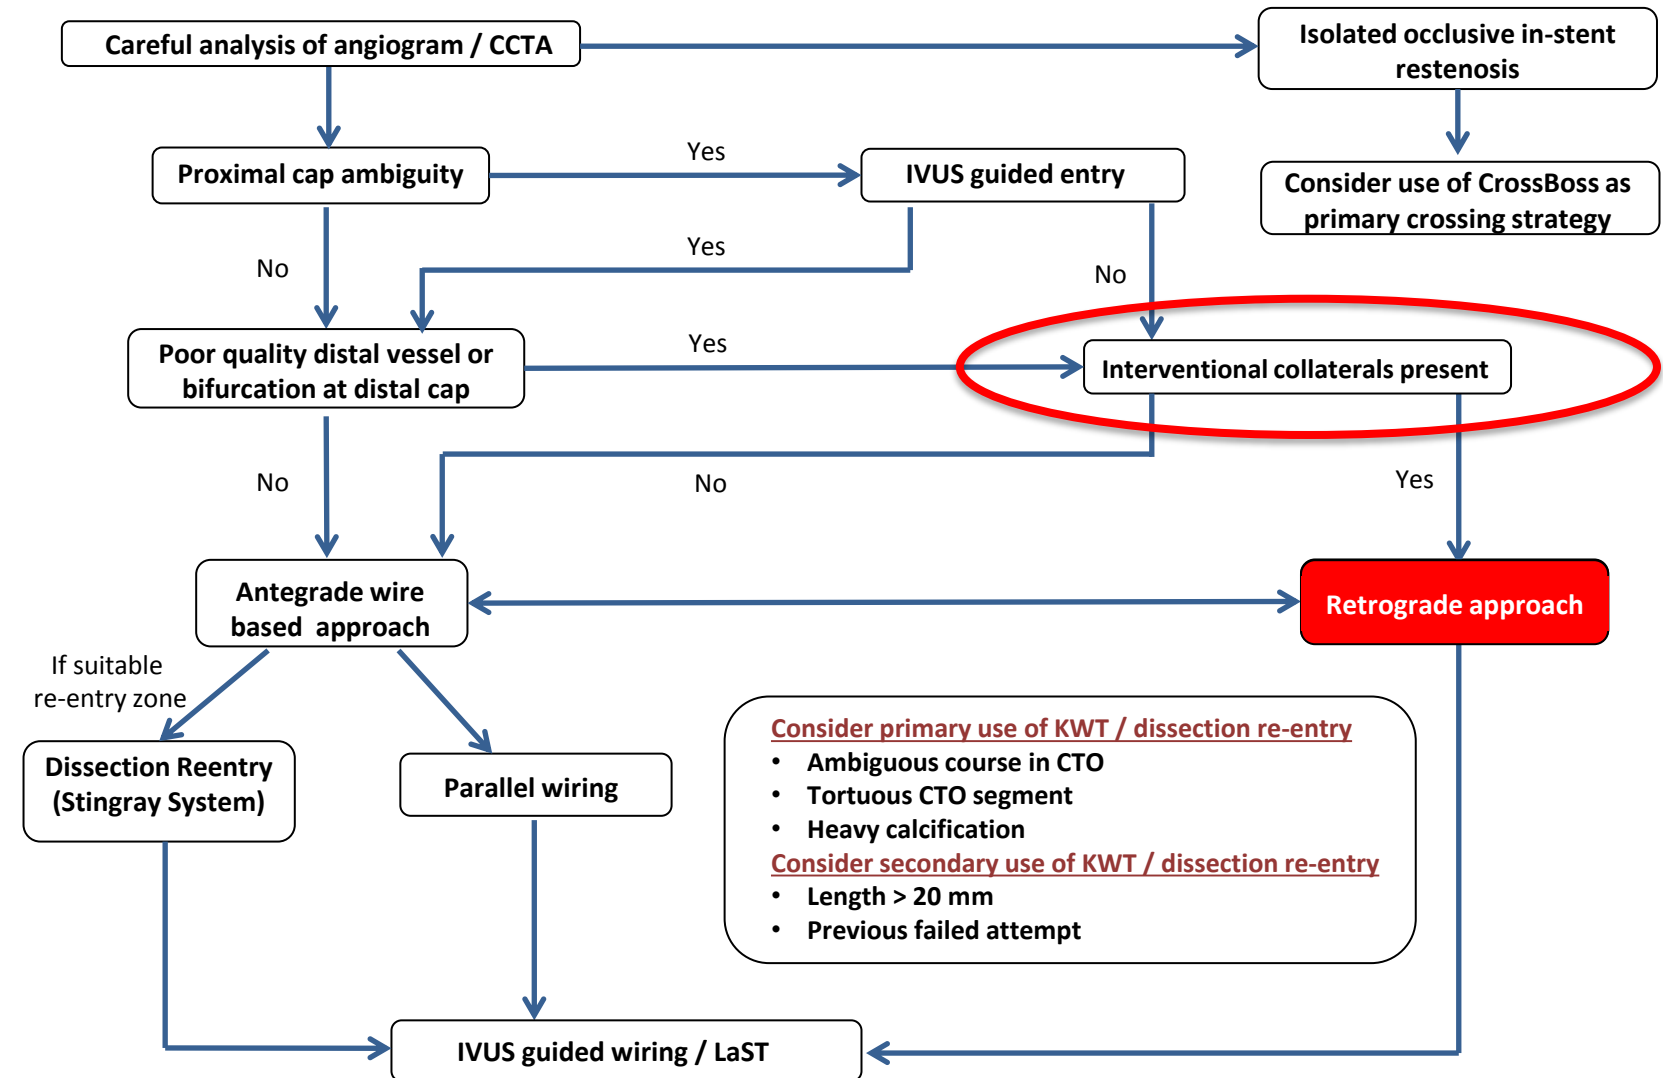 Careful analysis of angiogram / CCTA
Isolated occlusive in-stent
restenosis
Proximal cap ambiguity
Yes
IVUS guided entry
Consider use of CrossBoss as
primary crossing strategy
Yes
No
No
Poor quality distal vessel or
bifurcation at distal cap
Yes
Interventional collaterals present
No
No
Yes
Antegrade wire
based approach
Retrograde approach
If suitable
re-entry zone
Dissection Reentry
(Stingray System)
Parallel wiring
Consider primary use of KWT / dissection re-entry
• Ambiguous course in CTO
• Tortuous CTO segment
• Heavy calcification
Consider secondary use of KWT / dissection re-entry
• Length > 20 mm
• Previous failed attempt
IVUS guided wiring / LaST